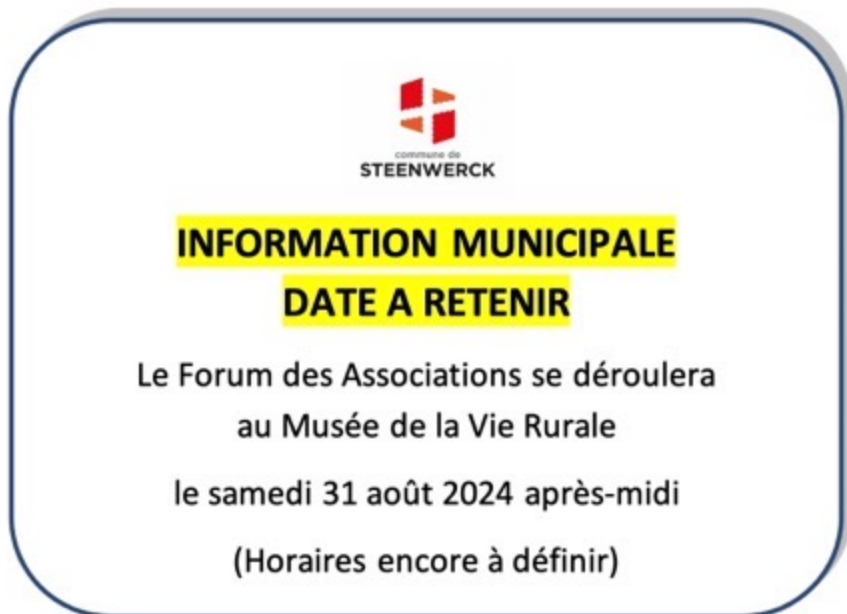 commune de
STEENWERCK
INFORMATION MUNICIPALE
DATE A RETENIR
Le Forum des Associations se déroulera
au Musée de la Vie Rurale
le samedi 31 août 2024 après-midi
(Horaires encore à définir)